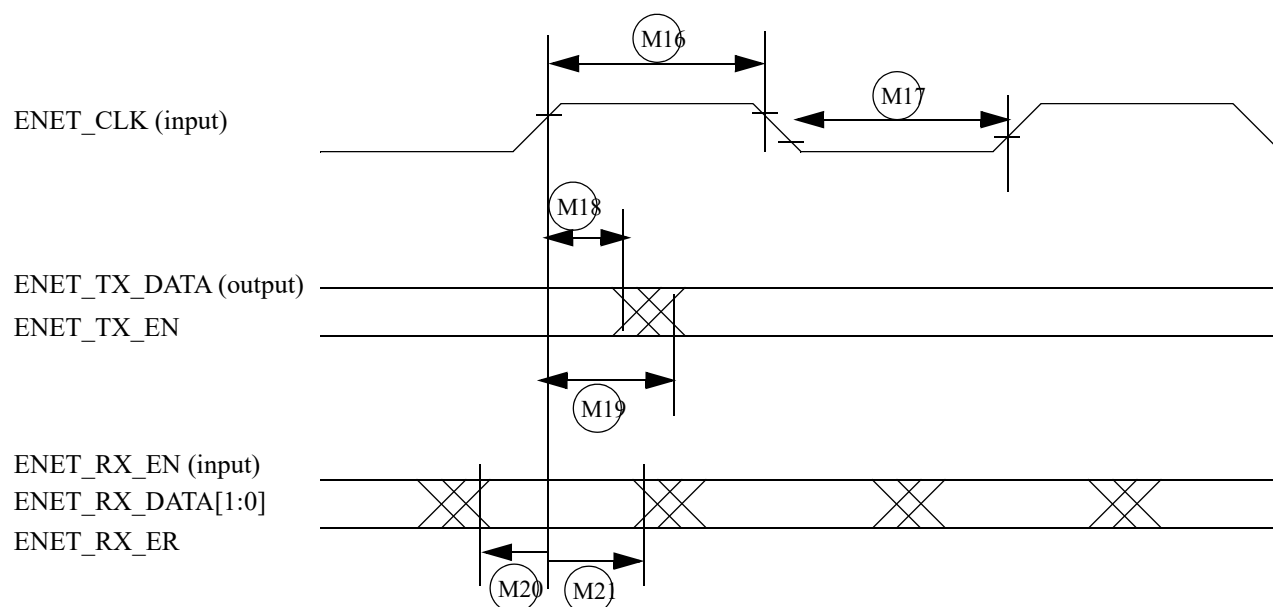 M16
M17
ENET_CLK (input)
M18
ENET_TX_DATA (output)
ENET_TX_EN
M19
ENET_RX_EN (input)
ENET_RX_DATA[1:0]
ENET_RX_ER
M20
M21